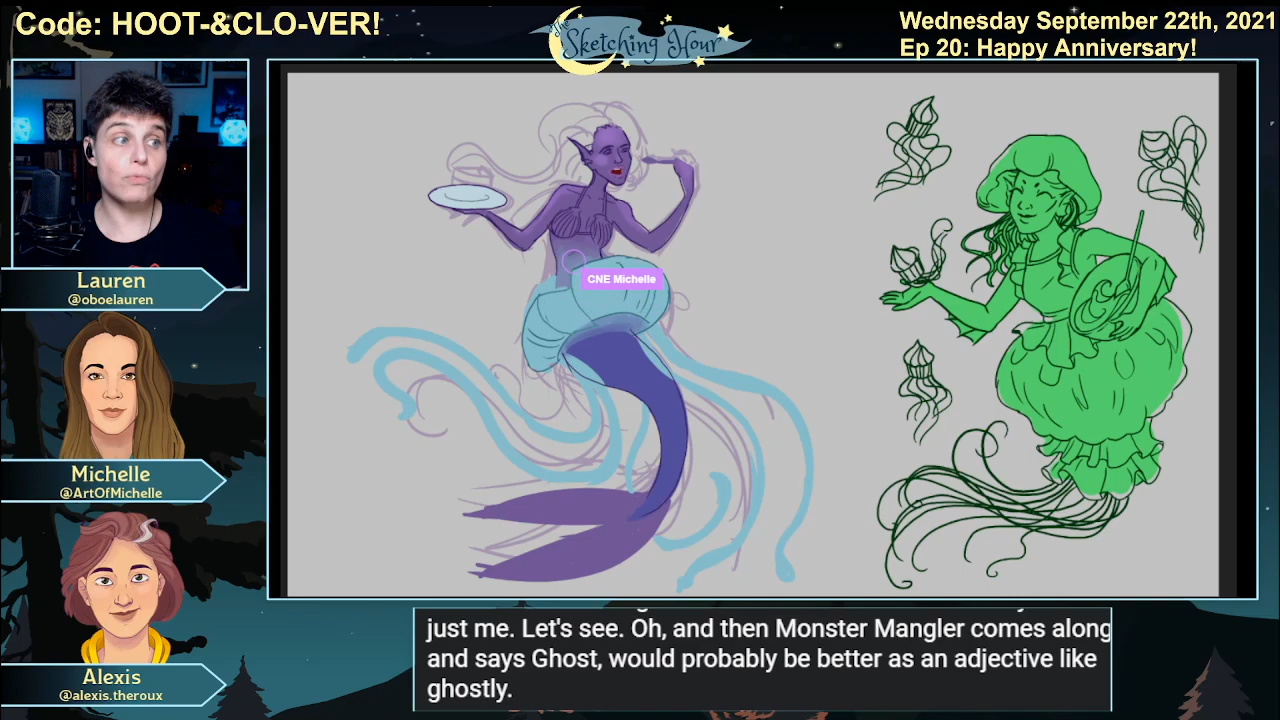 Code: HOOT-&CLO-VER!
The
Sketching Hour
Wednesday September 22th, 2021
Ep 20: Happy Anniversary!
Lauren
@oboelauren
CNE Michelle
Michelle
@ArtOfMichelle
Alexis
@alexis.theroux
just me. Let's see. Oh, and then Monster Mangler comes along
and says Ghost, would probably be better as an adjective like
ghostly.